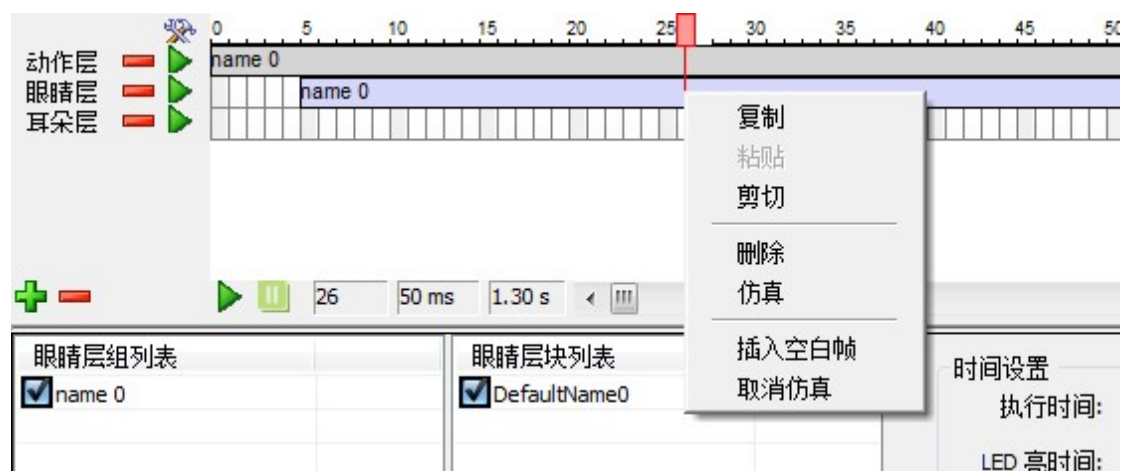 0 5 10 15 20 25 30 35 40 45 50
动作层 name 0
眼睛层 name 0
耳朵层
复制
粘贴
剪切
删除
仿真
插入空白帧
取消仿真
26 50 ms 1.30 s
眼睛层组列表 眼睛层块列表 时间设置
name 0 DefaultName0 执行时间:
LED 亮时间: